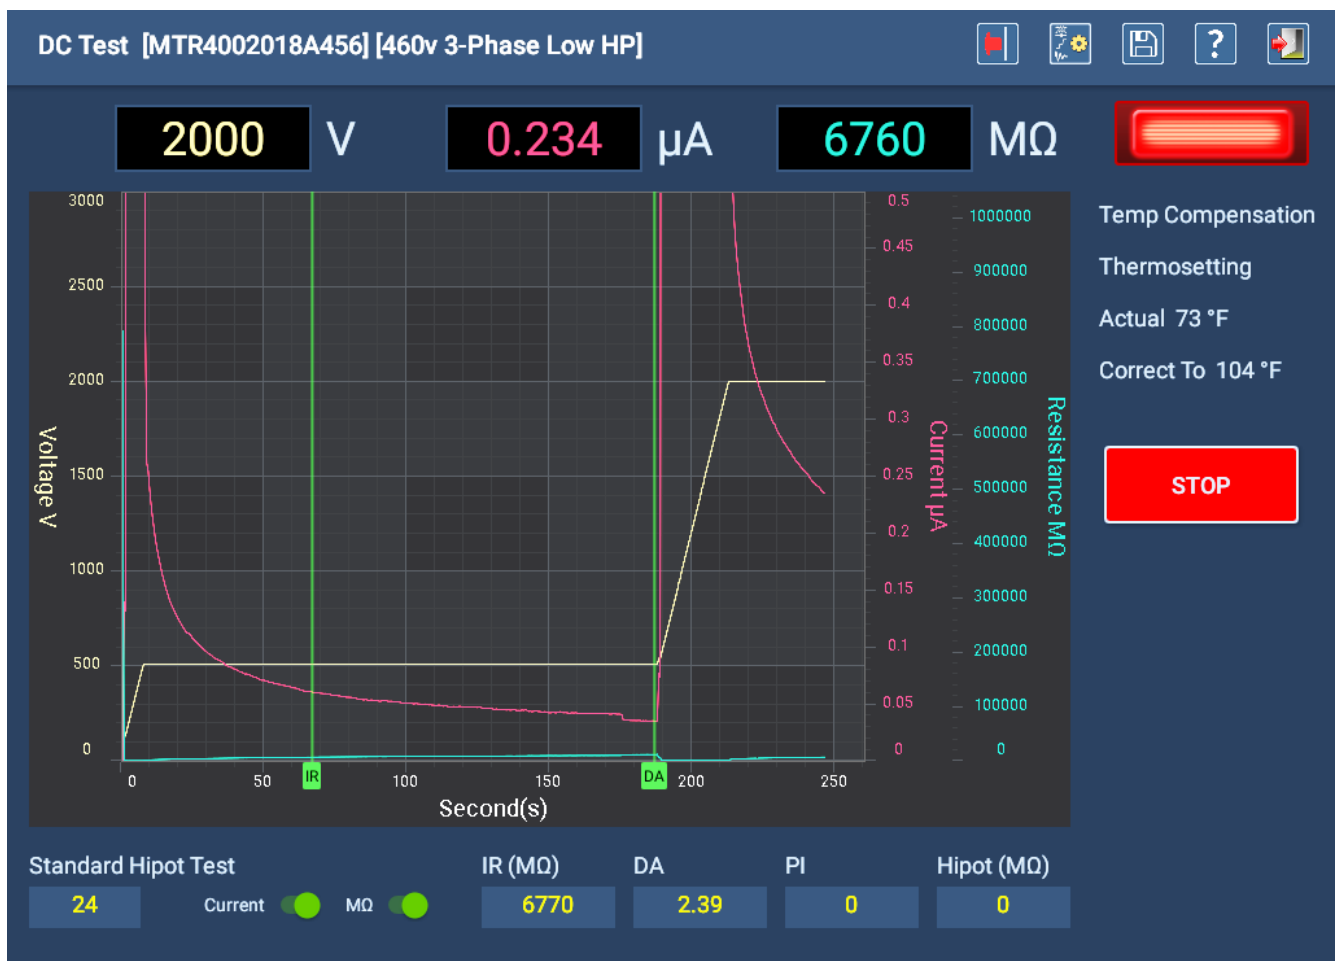 DC Test [MTR4002018A456] [460v 3-Phase Low HP]
?
2000 V 0.234 µA 6760 MΩ
Temp Compensation
Thermosetting
Actual 73 °F
Correct To 104 °F
STOP
Voltage V
3000
2500
2000
1500
1000
500
0
0.5
0.45
0.4
0.35
0.3
0.25
0.2
0.15
0.1
0.05
0
Current µA
1000000
900000
800000
700000
600000
500000
400000
300000
200000
100000
0
Resistance MΩ
0 50 IR 100 150 DA 200 250
Second(s)
Standard Hipot Test IR (MΩ) DA PI Hipot (MΩ)
24 Current MΩ 6770 2.39 0 0